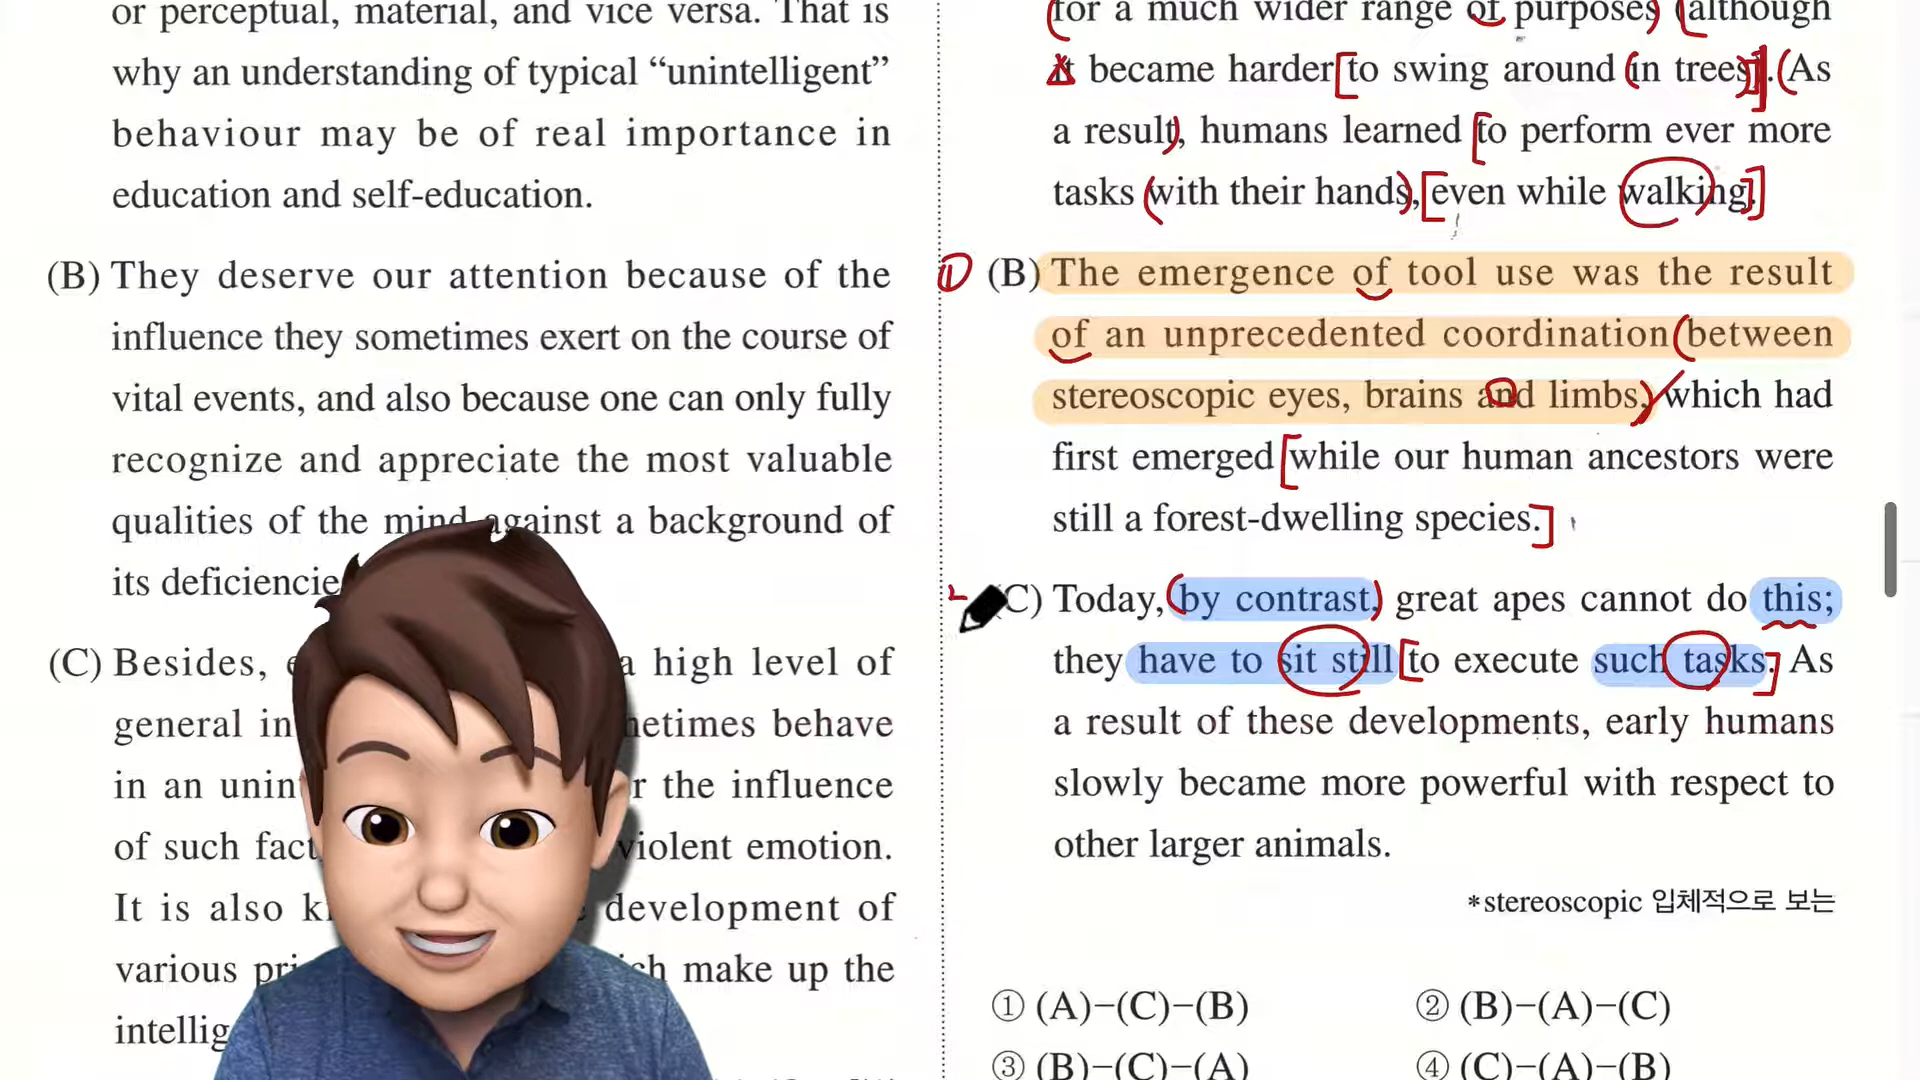 or perceptual, material, and vice versa. That is
why an understanding of typical “unintelligent”
behaviour may be of real importance in
education and self-education.
(B) They deserve our attention because of the
influence they sometimes exert on the course of
vital events, and also because one can only fully
recognize and appreciate the most valuable
qualities of the mind against a background of
its
(C) Besides, a high level of
general behave
in an the influence
of such violent emotion.
It is also development of
various make up the
for a much wider range of purposes (although
it became harder to swing around in trees). As
a result, humans learned to perform ever more
tasks with their hands, even while walking.
① (B) The emergence of tool use was the result
of an unprecedented coordination between
stereoscopic eyes, brains and limbs, which had
first emerged while our human ancestors were
still a forest-dwelling species.
(C) Today, by contrast, great apes cannot do this;
they have to sit still to execute such tasks. As
a result of these developments, early humans
slowly became more powerful with respect to
other larger animals.
*stereoscopic 입체적으로 보는
① (A)−(C)−(B) ② (B)−(A)−(C)
③ (B)−(C)−(A) ④ (C)−(A)−(B)